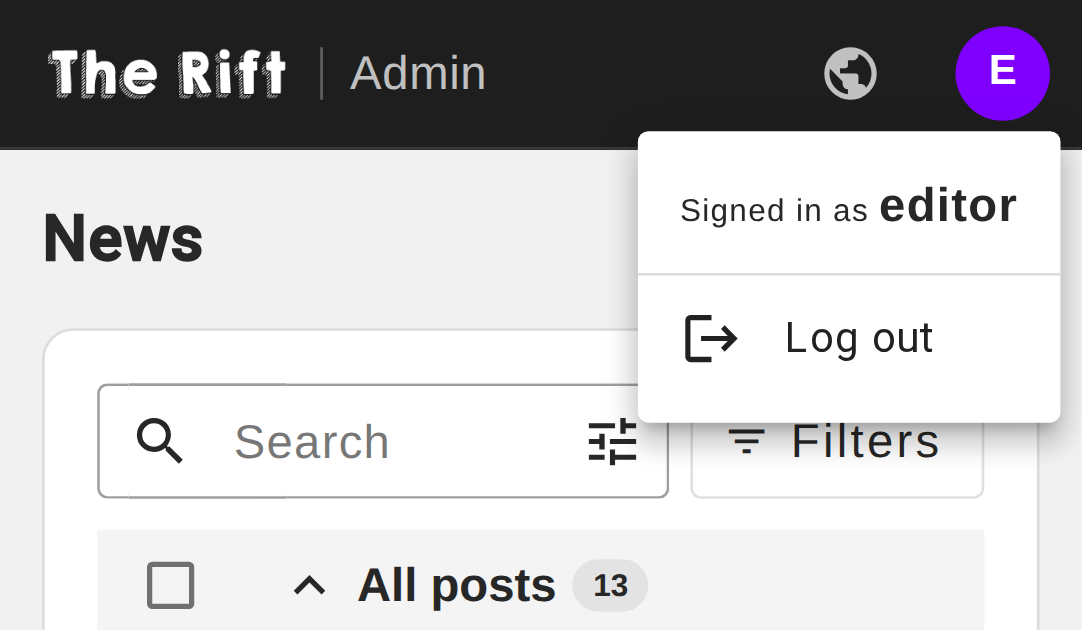 The Rift Admin E
Signed in as editor
News
Log out
Search Filters
All posts 13